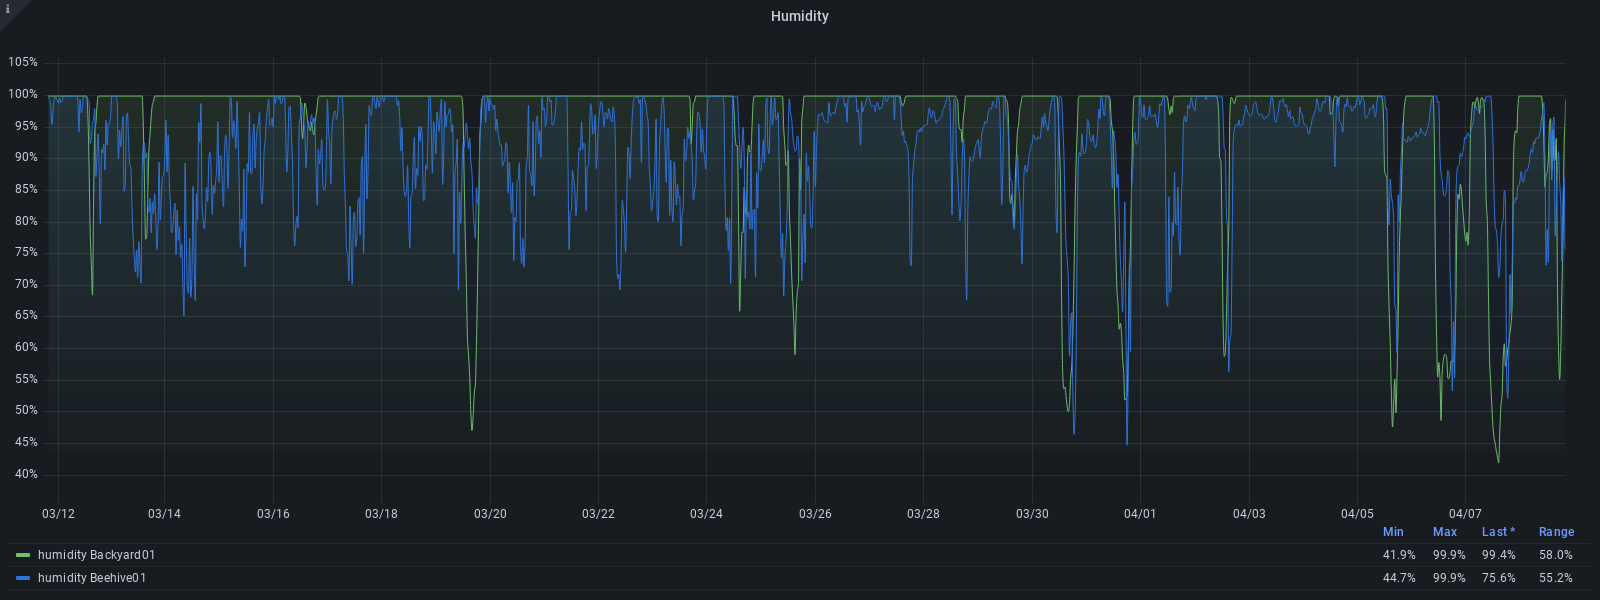 i
Humidity
105%
100%
95%
90%
85%
80%
75%
70%
65%
60%
55%
50%
45%
40%
03/12 03/14 03/16 03/18 03/20 03/22 03/24 03/26 03/28 03/30 04/01 04/03 04/05 04/07
Min Max Last * Range
humidity Backyard01 41.9% 99.9% 99.4% 58.0%
humidity Beehive01 44.7% 99.9% 75.6% 55.2%